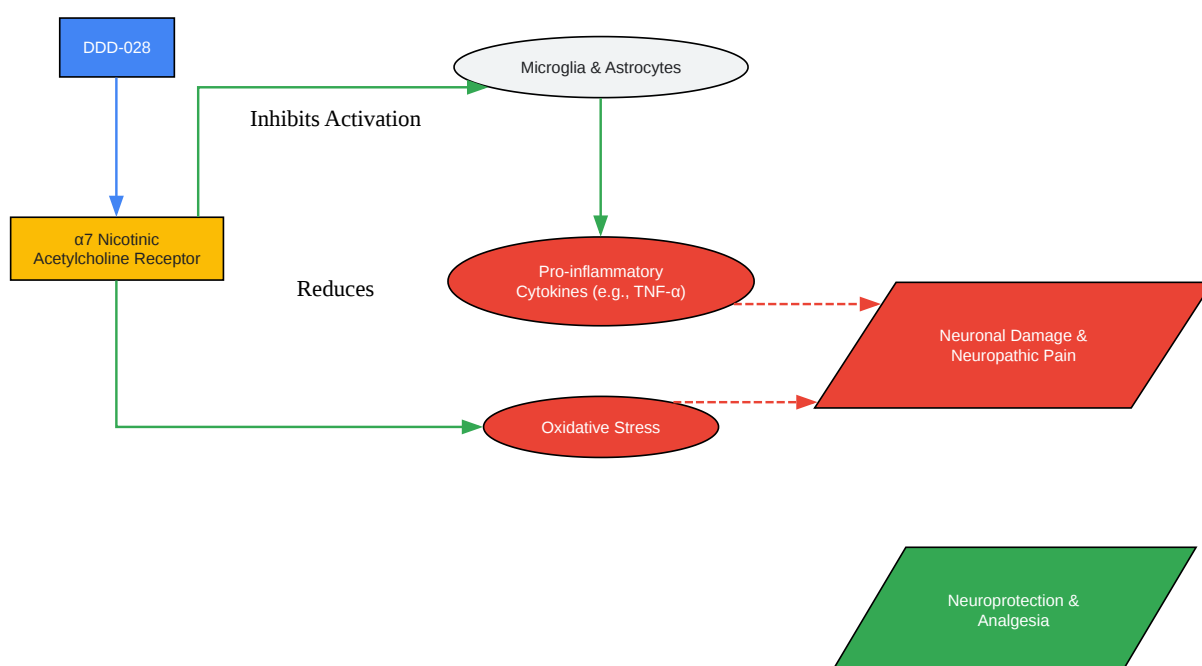 DDD-028
Microglia & Astrocytes
Inhibits Activation
α7 Nicotinic
Acetylcholine Receptor
Pro-inflammatory
Cytokines (e.g., TNF-α)
Reduces
Neuronal Damage &
Neuropathic Pain
Oxidative Stress
Neuroprotection &
Analgesia